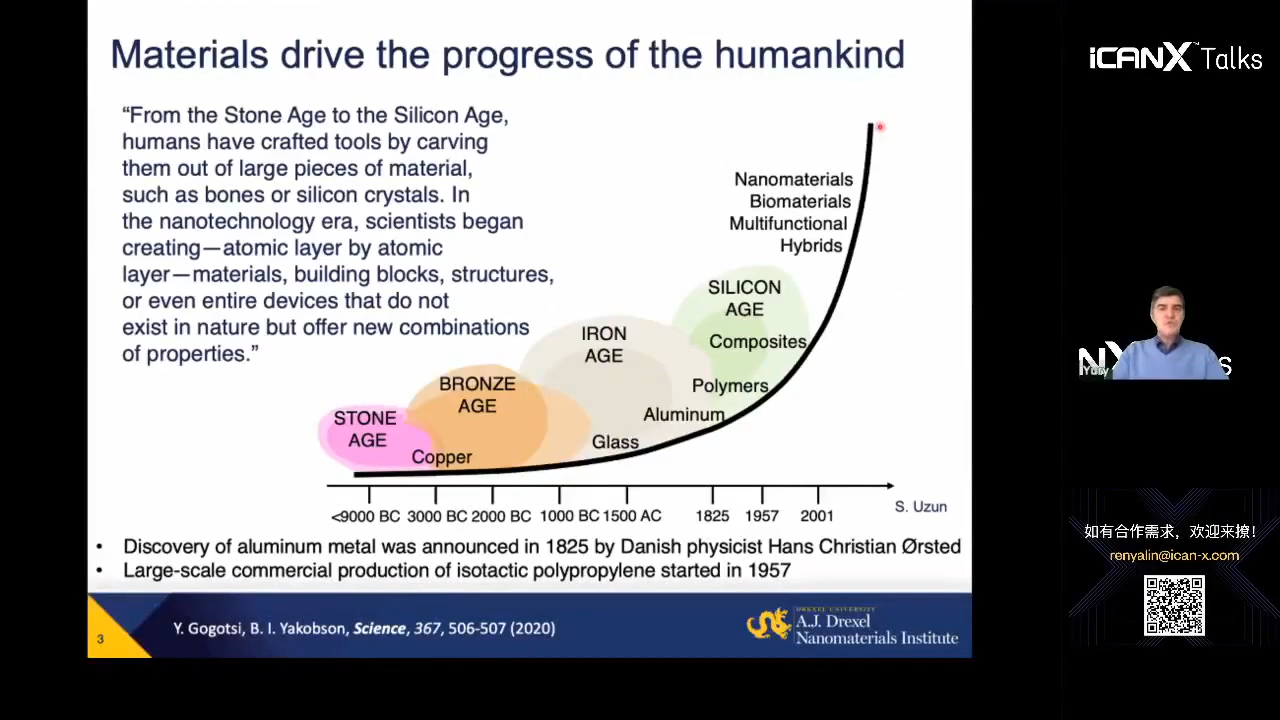 Materials drive the progress of the humankind
“From the Stone Age to the Silicon Age,
humans have crafted tools by carving
them out of large pieces of material,
such as bones or silicon crystals. In
the nanotechnology era, scientists began
creating—atomic layer by atomic
layer—materials, building blocks, structures,
or even entire devices that do not
exist in nature but offer new combinations
of properties.”
Nanomaterials
Biomaterials
Multifunctional
Hybrids
SILICON
AGE
Composites
IRON
AGE
Polymers
BRONZE
AGE
Aluminum
STONE
AGE
Glass
Copper
<9000 BC 3000 BC 2000 BC 1000 BC 1500 AC 1825 1957 2001
S. Uzun
• Discovery of aluminum metal was announced in 1825 by Danish physicist Hans Christian Ørsted
• Large-scale commercial production of isotactic polypropylene started in 1957
3
Y. Gogotsi, B. I. Yakobson, Science, 367, 506-507 (2020)
DREXEL UNIVERSITY
A.J. Drexel
Nanomaterials Institute
iCANX Talks
Yury
如有合作需求，欢迎来撩！
renyalin@ican-x.com